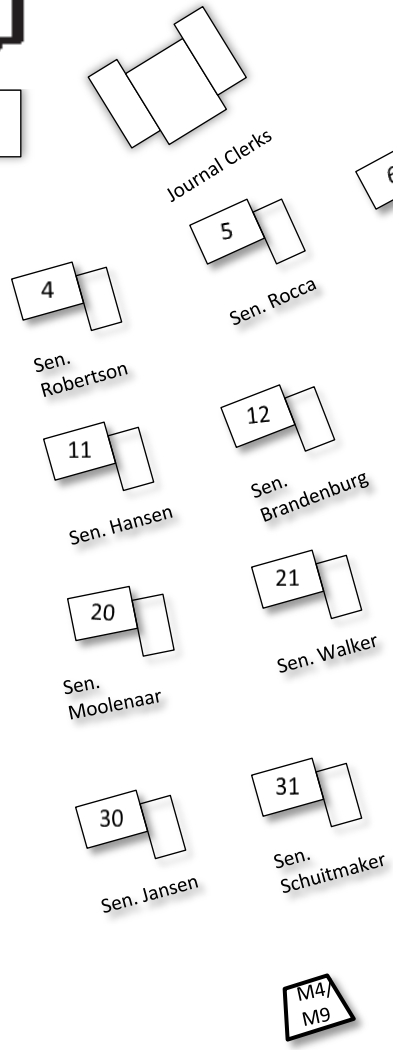 Journal Clerks
5
Sen. Rocca
4
Sen.
Robertson
12
Sen.
Brandenburg
11
Sen. Hansen
21
Sen. Walker
20
Sen.
Moolenaar
31
Sen.
Schuitmaker
30
Sen. Jansen
M4/
M9